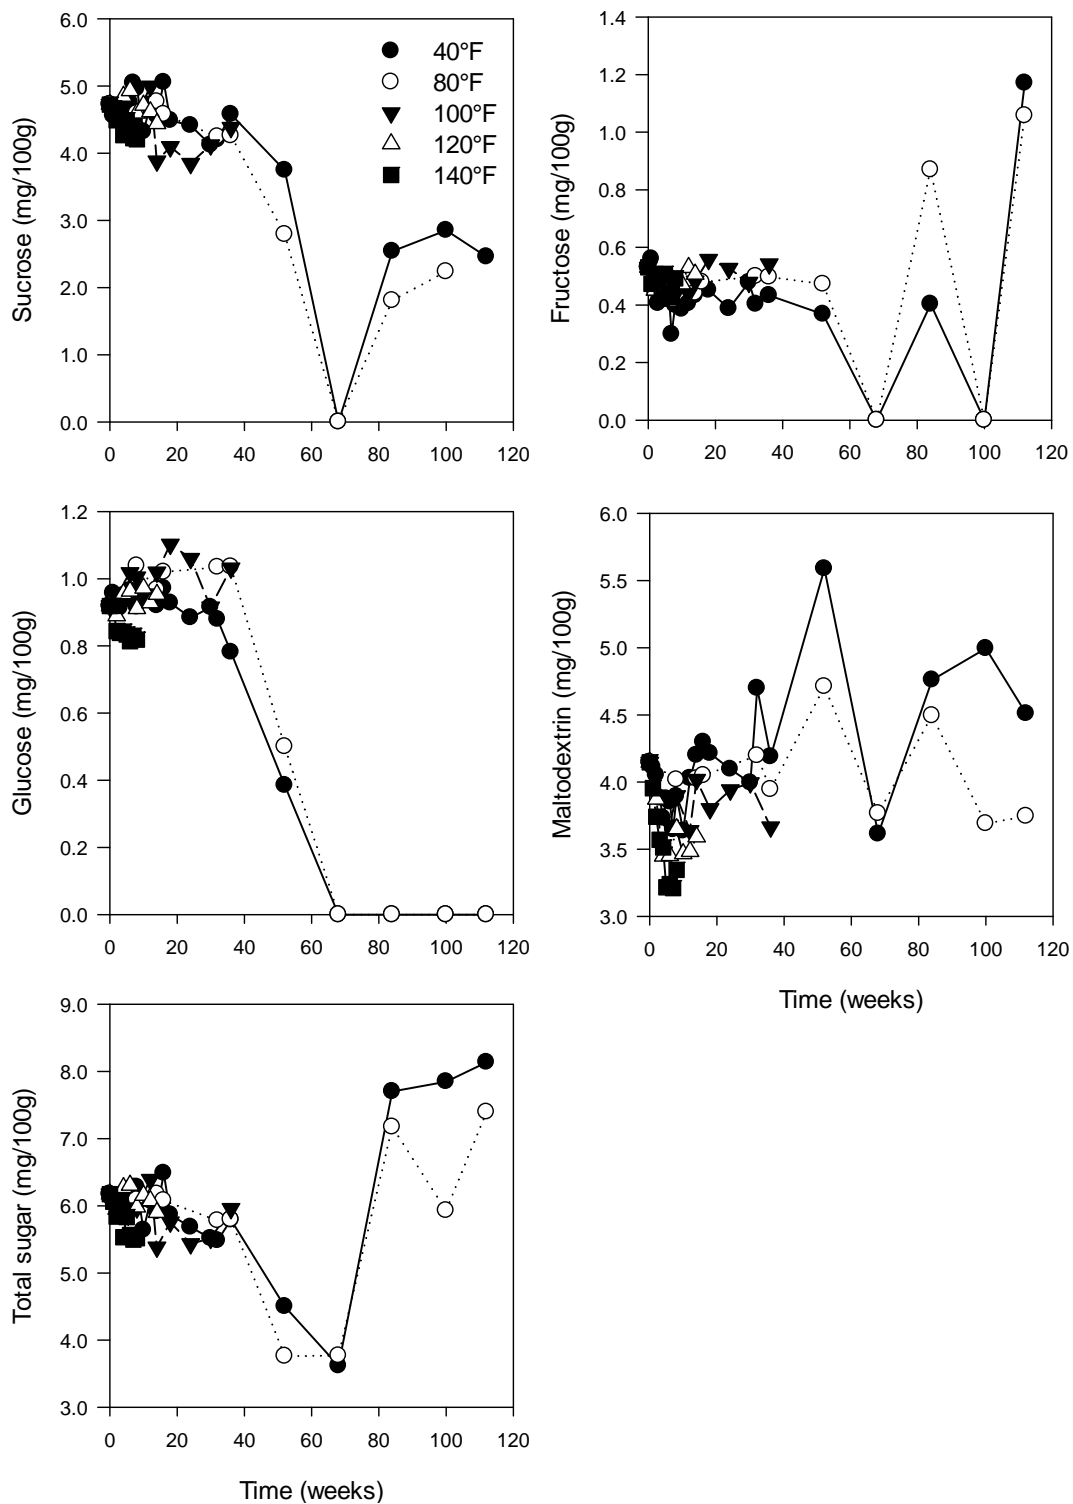 Sucrose (mg/100g)
6.0
5.0
4.0
3.0
2.0
1.0
0.0
0 20 40 60 80 100 120
40°F
80°F
100°F
120°F
140°F
Fructose (mg/100g)
1.4
1.2
1.0
0.8
0.6
0.4
0.2
0.0
0 20 40 60 80 100 120
Glucose (mg/100g)
1.2
1.0
0.8
0.6
0.4
0.2
0.0
0 20 40 60 80 100 120
Maltodextrin (mg/100g)
6.0
5.5
5.0
4.5
4.0
3.5
3.0
0 20 40 60 80 100 120
Time (weeks)
Total sugar (mg/100g)
9.0
8.0
7.0
6.0
5.0
4.0
3.0
0 20 40 60 80 100 120
Time (weeks)